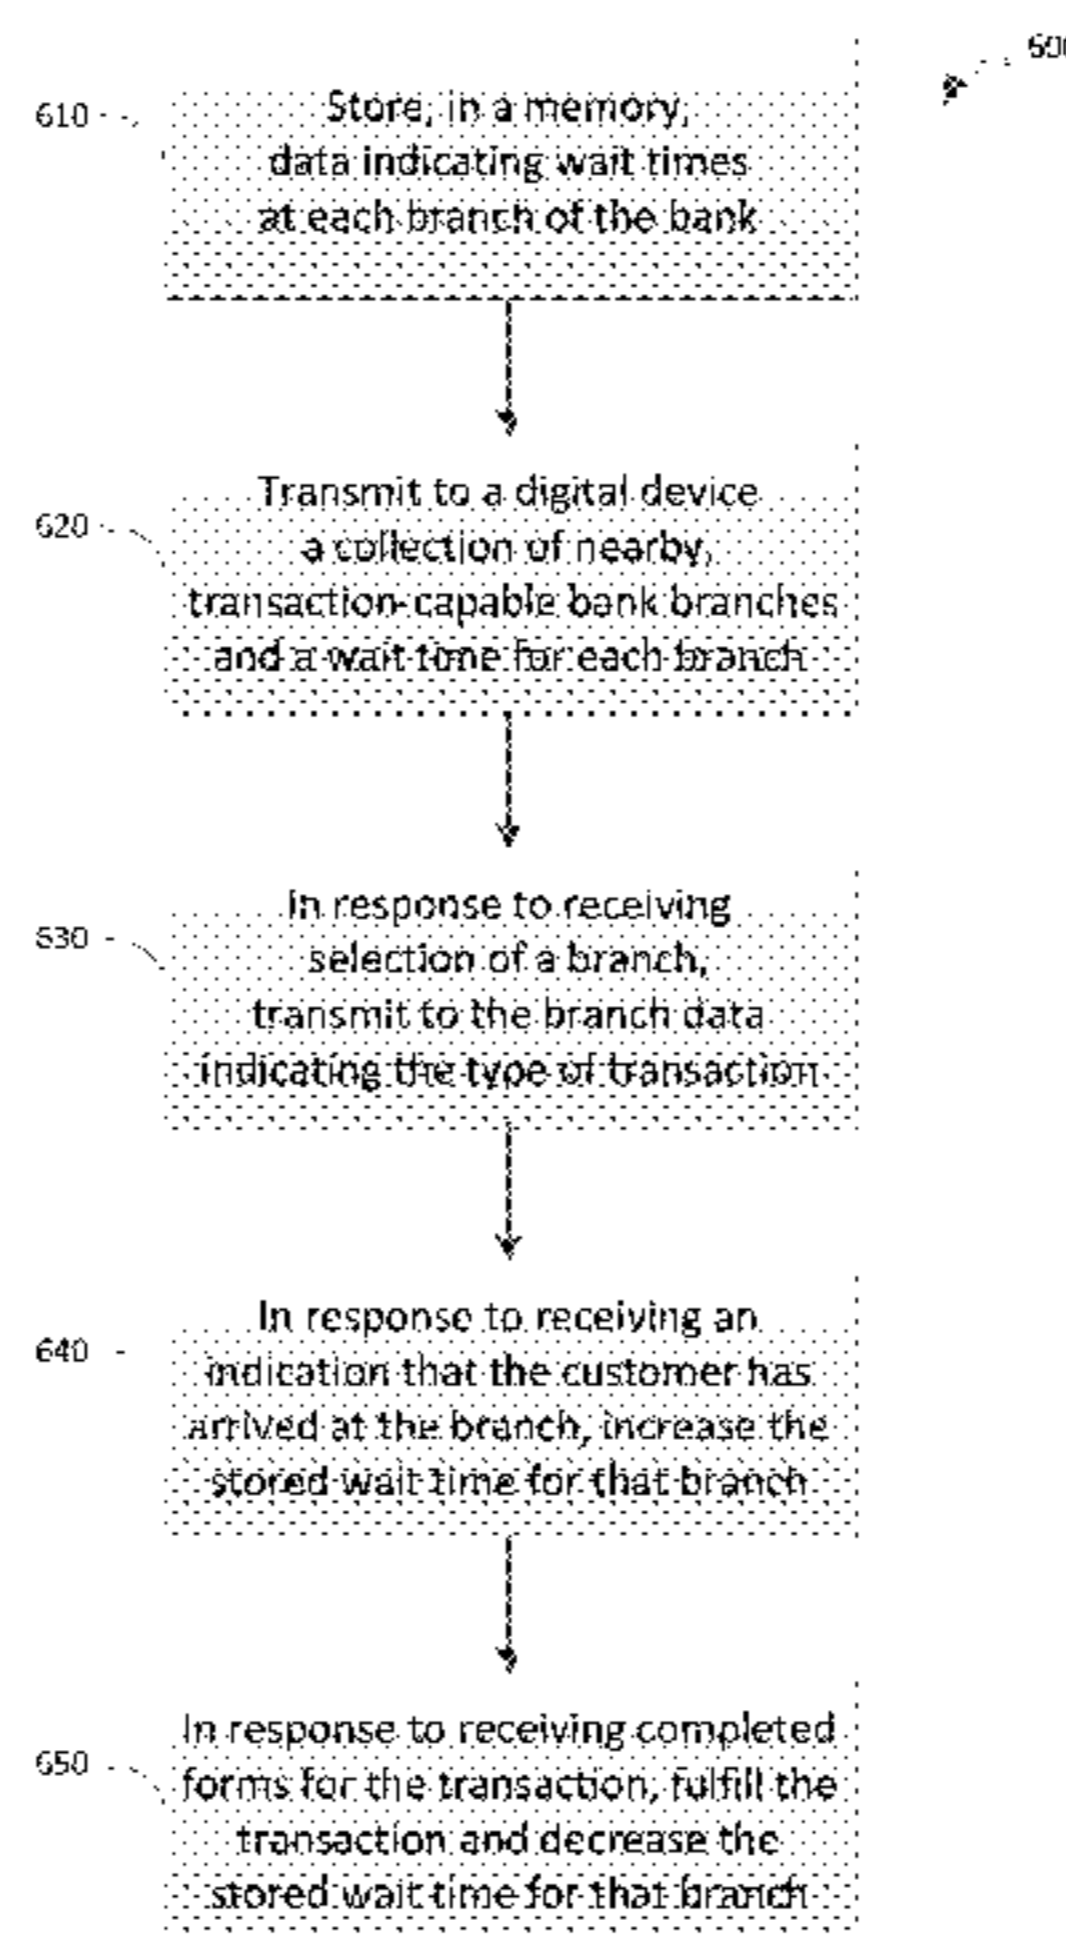 600
610
Store, in a memory,
data indicating wait times
at each branch of the bank
620
Transmit to a digital device
a collection of nearby,
transaction-capable bank branches
and a wait time for each branch
630
In response to receiving
selection of a branch,
transmit to the branch data
indicating the type of transaction
640
In response to receiving an
indication that the customer has
arrived at the branch, increase the
stored wait time for that branch
650
In response to receiving completed
forms for the transaction, fulfill the
transaction and decrease the
stored wait time for that branch